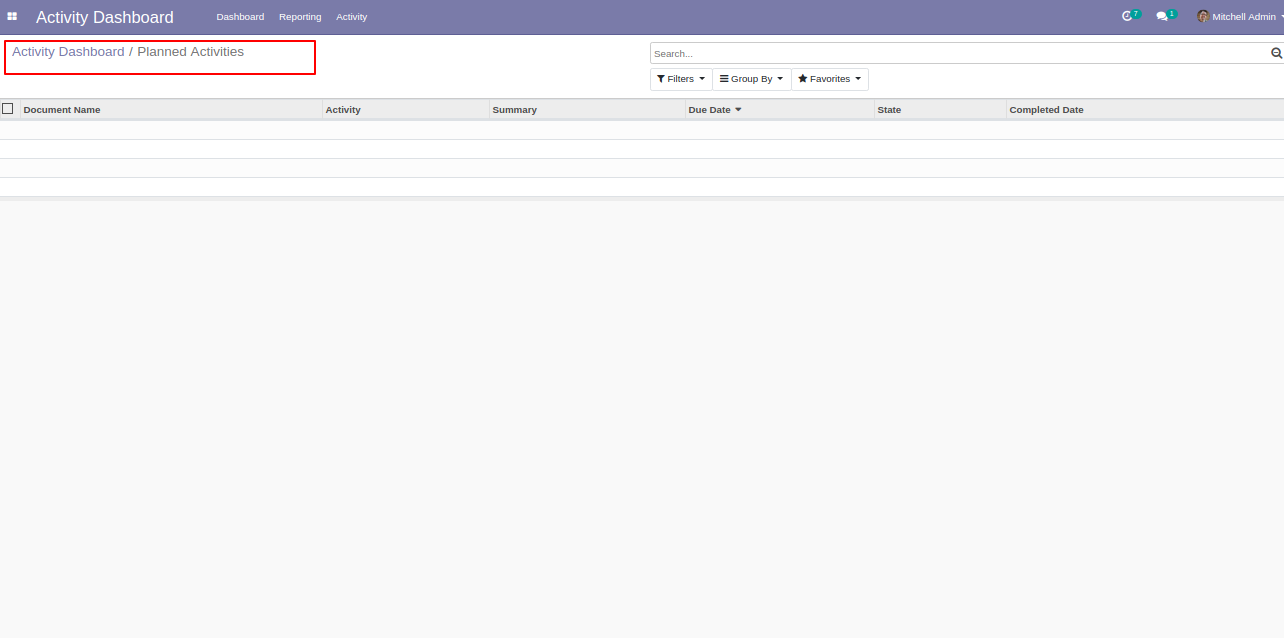 Activity Dashboard Dashboard Reporting Activity 7 1 Mitchell Admin
Activity Dashboard / Planned Activities
Search...
Filters Group By Favorites
Document Name Activity Summary Due Date State Completed Date